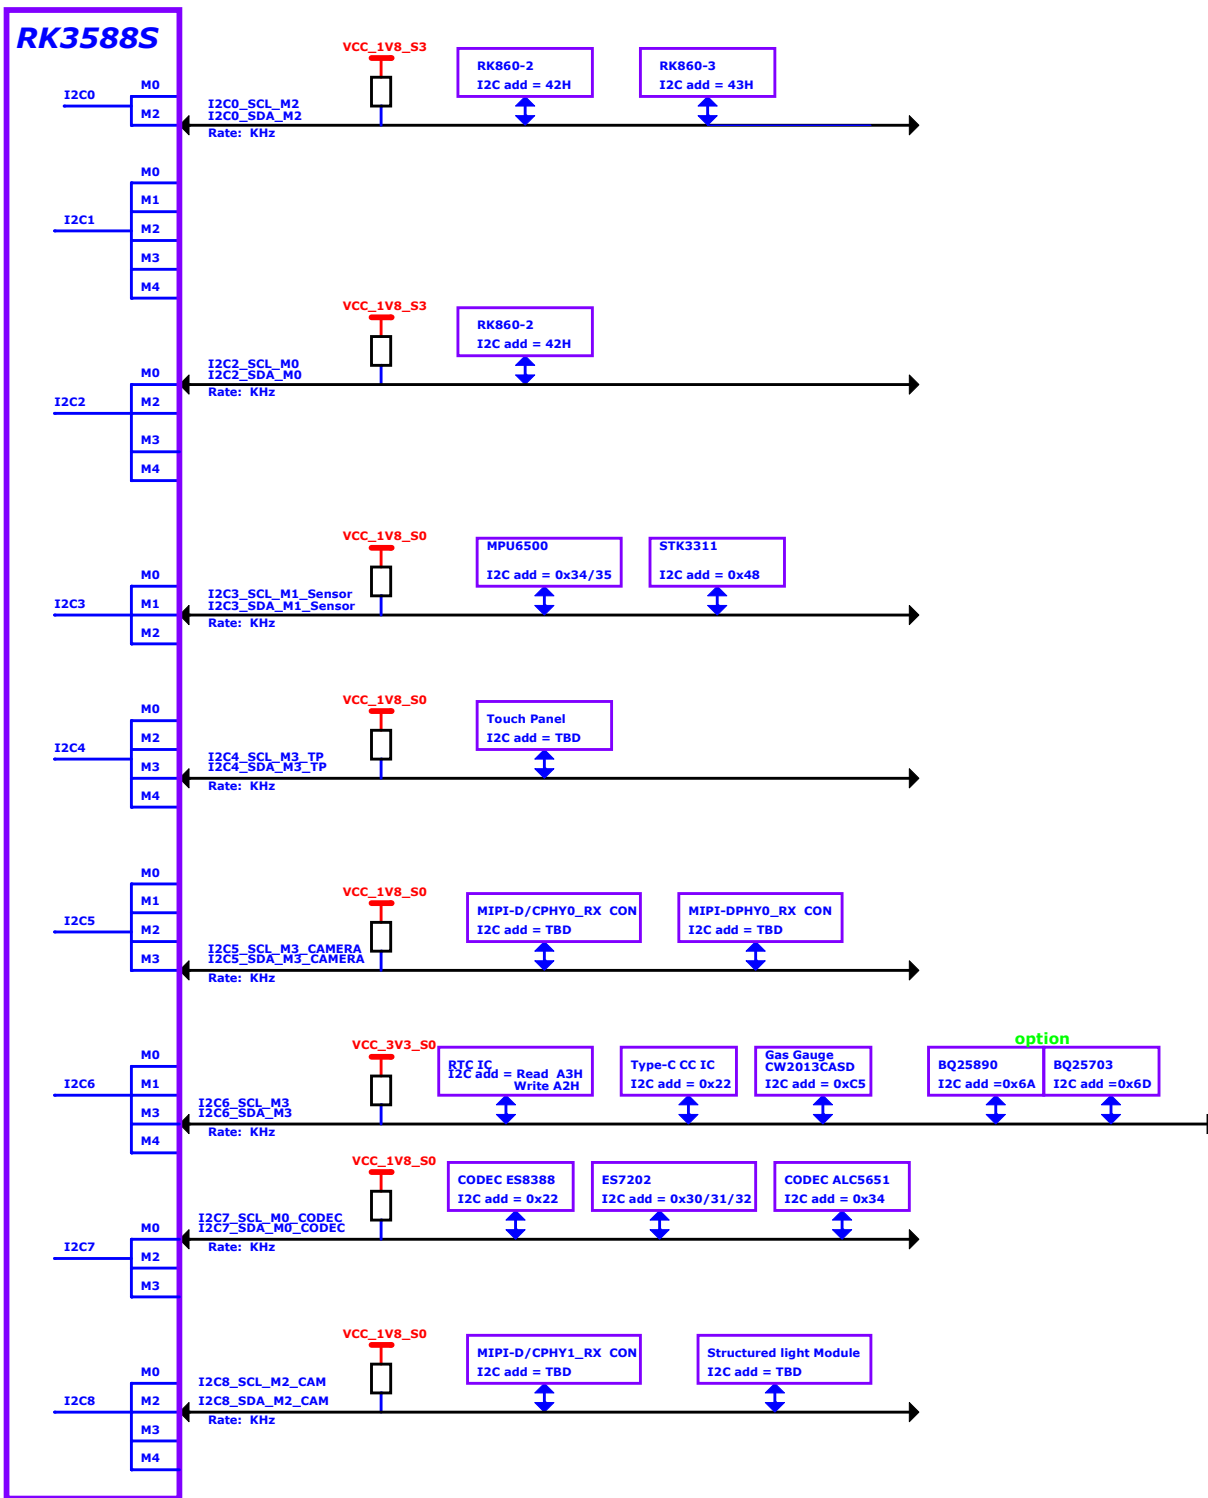 RK3588S
I2C0
M0
M2
VCC_1V8_S3
I2C0_SCL_M2
I2C0_SDA_M2
Rate: KHz
RK860-2
I2C add = 42H
RK860-3
I2C add = 43H
I2C1
M0
M1
M2
M3
M4
I2C2
M0
M2
M3
M4
VCC_1V8_S3
I2C2_SCL_M0
I2C2_SDA_M0
Rate: KHz
RK860-2
I2C add = 42H
I2C3
M0
M1
M2
VCC_1V8_S0
I2C3_SCL_M1_Sensor
I2C3_SDA_M1_Sensor
Rate: KHz
MPU6500
I2C add = 0x34/35
STK3311
I2C add = 0x48
I2C4
M0
M2
M3
M4
VCC_1V8_S0
I2C4_SCL_M3_TP
I2C4_SDA_M3_TP
Rate: KHz
Touch Panel
I2C add = TBD
I2C5
M0
M1
M2
M3
VCC_1V8_S0
I2C5_SCL_M3_CAMERA
I2C5_SDA_M3_CAMERA
Rate: KHz
MIPI-D/CPHY0_RX CON
I2C add = TBD
MIPI-DPHY0_RX CON
I2C add = TBD
I2C6
M0
M1
M3
M4
VCC_3V3_S0
I2C6_SCL_M3
I2C6_SDA_M3
Rate: KHz
RTC IC
I2C add = Read A3H
Write A2H
Type-C CC IC
I2C add = 0x22
Gas Gauge
CW2013CASD
I2C add = 0xC5
option
BQ25890
I2C add =0x6A
BQ25703
I2C add =0x6D
I2C7
M0
M2
M3
VCC_1V8_S0
I2C7_SCL_M0_CODEC
I2C7_SDA_M0_CODEC
Rate: KHz
CODEC ES8388
I2C add = 0x22
ES7202
I2C add = 0x30/31/32
CODEC ALC5651
I2C add = 0x34
I2C8
M0
M2
M3
M4
VCC_1V8_S0
I2C8_SCL_M2_CAM
I2C8_SDA_M2_CAM
Rate: KHz
MIPI-D/CPHY1_RX CON
I2C add = TBD
Structured light Module
I2C add = TBD